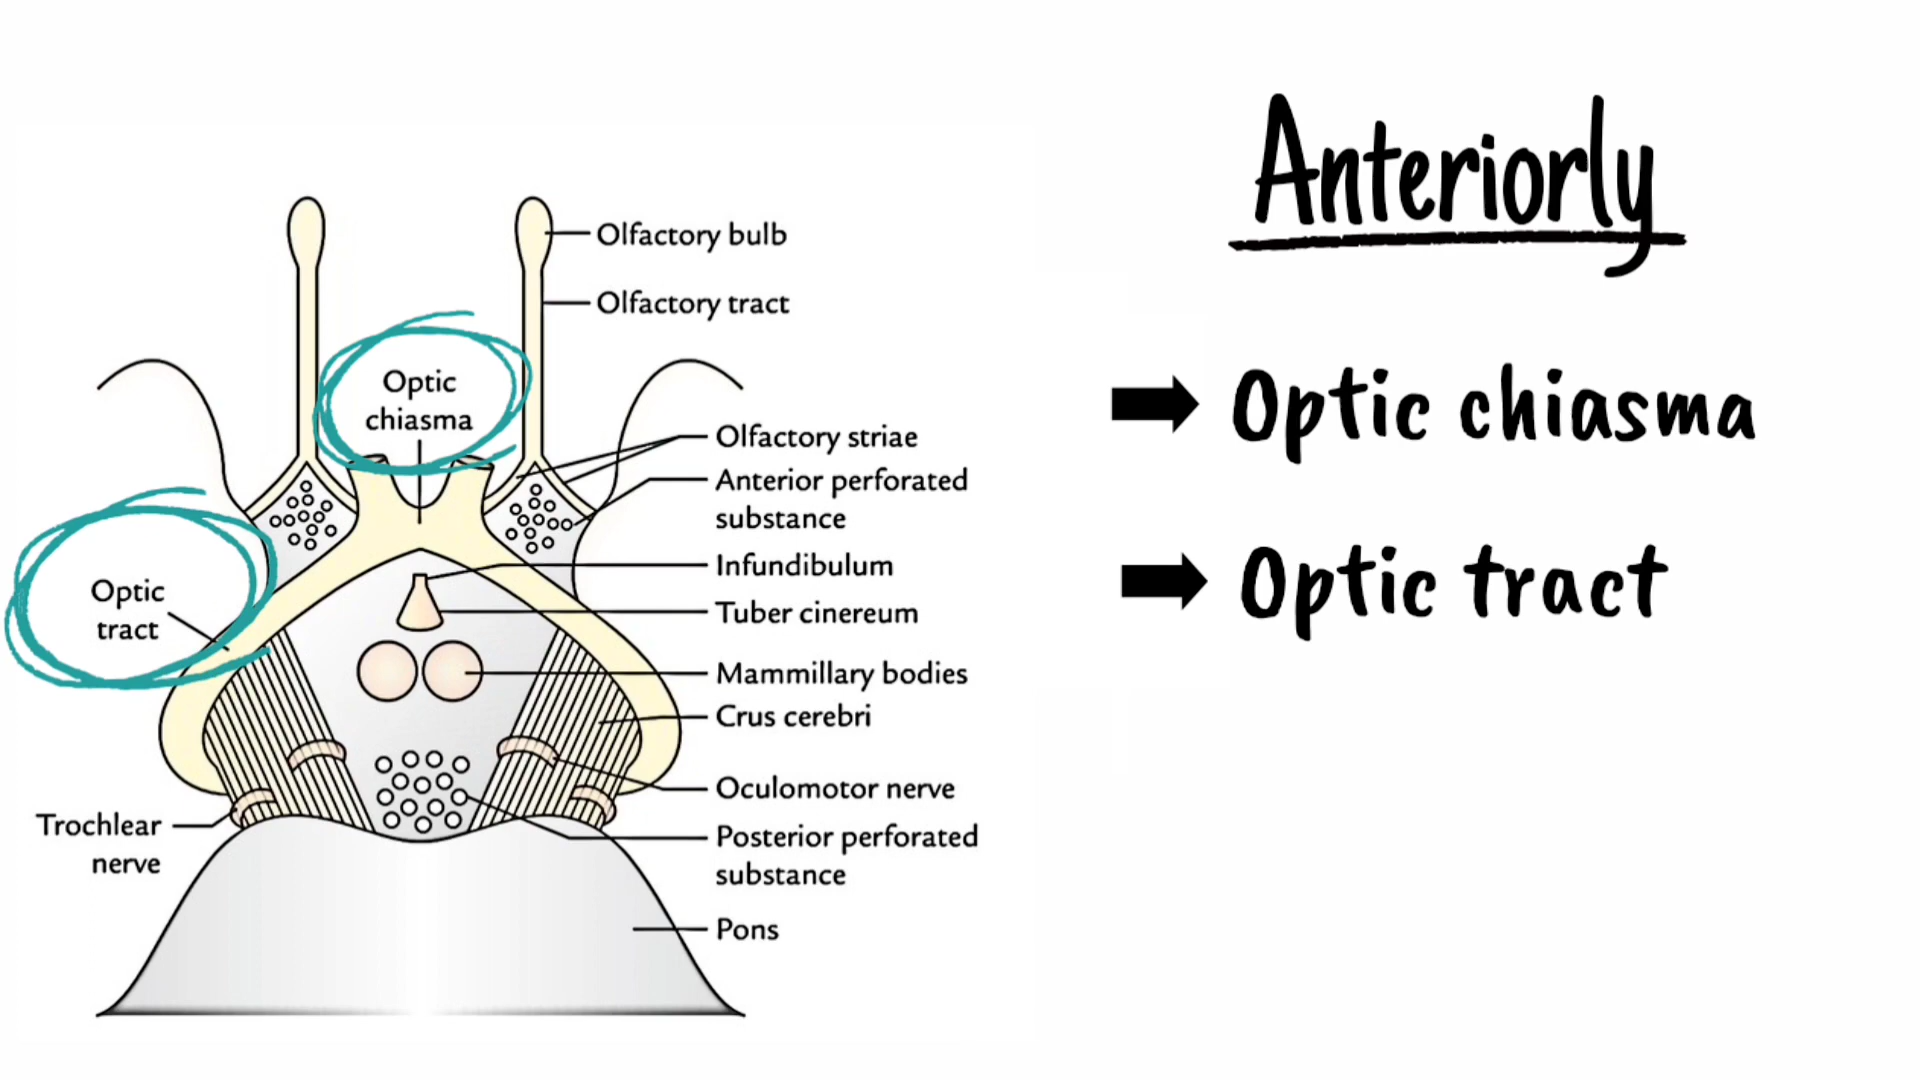 Anteriorly
Olfactory bulb
Olfactory tract
Optic
chiasma
Olfactory striae
Anterior perforated
substance
Infundibulum
Optic
tract
Tuber cinereum
Mammillary bodies
Crus cerebri
Oculomotor nerve
Trochlear
nerve
Posterior perforated
substance
Pons
Optic chiasma
Optic tract